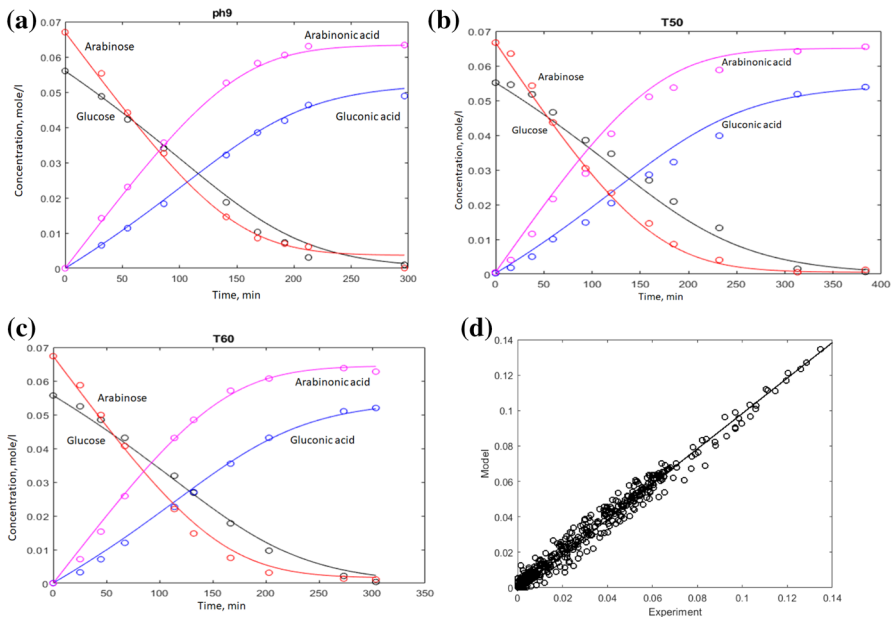 (a)
ph9
0.07
0.06
0.05
0.04
0.03
0.02
0.01
0
Concentration, mole/l
Arabinose
Glucose
Arabinonic acid
Gluconic acid
0 50 100 150 200 250 300
Time, min
(b)
T50
0.07
0.06
0.05
0.04
0.03
0.02
0.01
0
Concentration, mole/l
Arabinose
Glucose
Arabinonic acid
Gluconic acid
0 50 100 150 200 250 300 350 400
Time, min
(c)
T60
0.07
0.06
0.05
0.04
0.03
0.02
0.01
0
Concentration, mole/l
Arabinose
Glucose
Arabinonic acid
Gluconic acid
0 50 100 150 200 250 300 350
Time, min
(d)
0.14
0.12
0.1
0.08
0.06
0.04
0.02
0
Model
0 0.02 0.04 0.06 0.08 0.1 0.12 0.14
Experiment